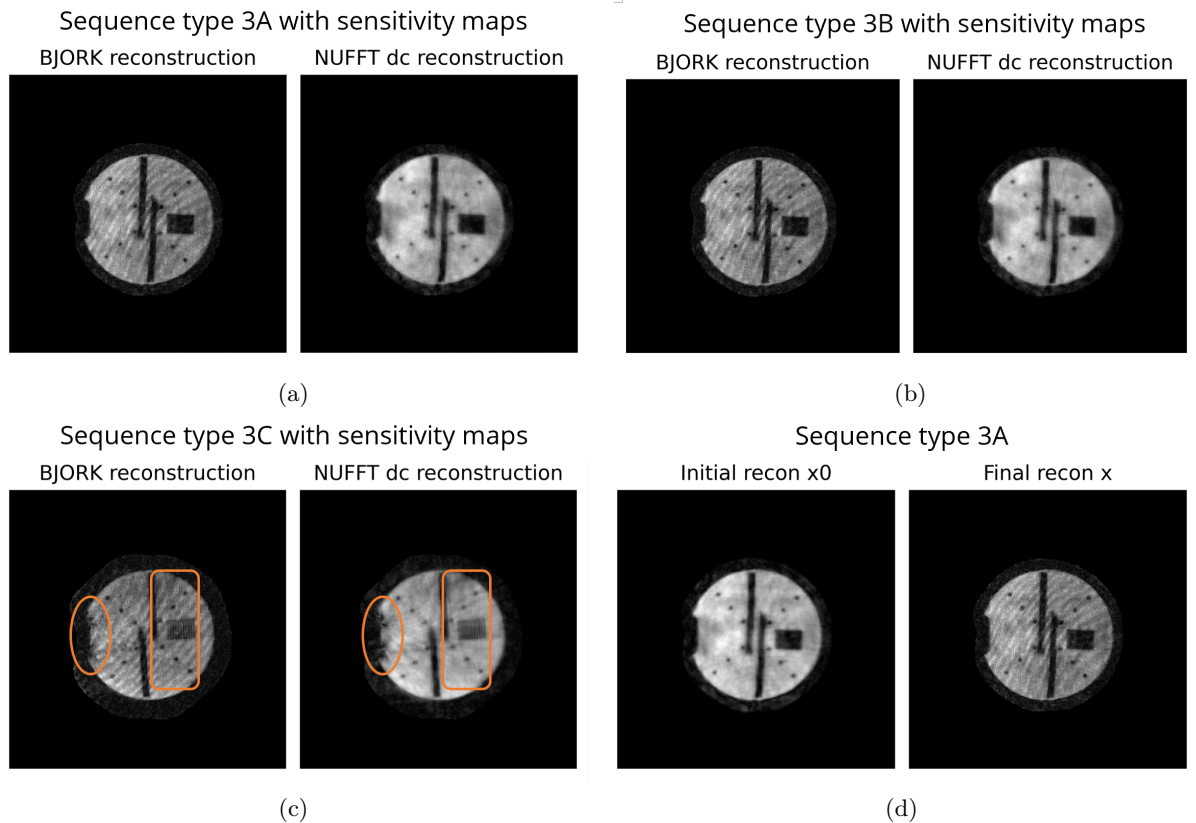 Sequence type 3A with sensitivity maps
BJORK reconstruction
NUFFT dc reconstruction
(a)
Sequence type 3B with sensitivity maps
BJORK reconstruction
NUFFT dc reconstruction
(b)
Sequence type 3C with sensitivity maps
BJORK reconstruction
NUFFT dc reconstruction
(c)
Sequence type 3A
Initial recon x0
Final recon x
(d)